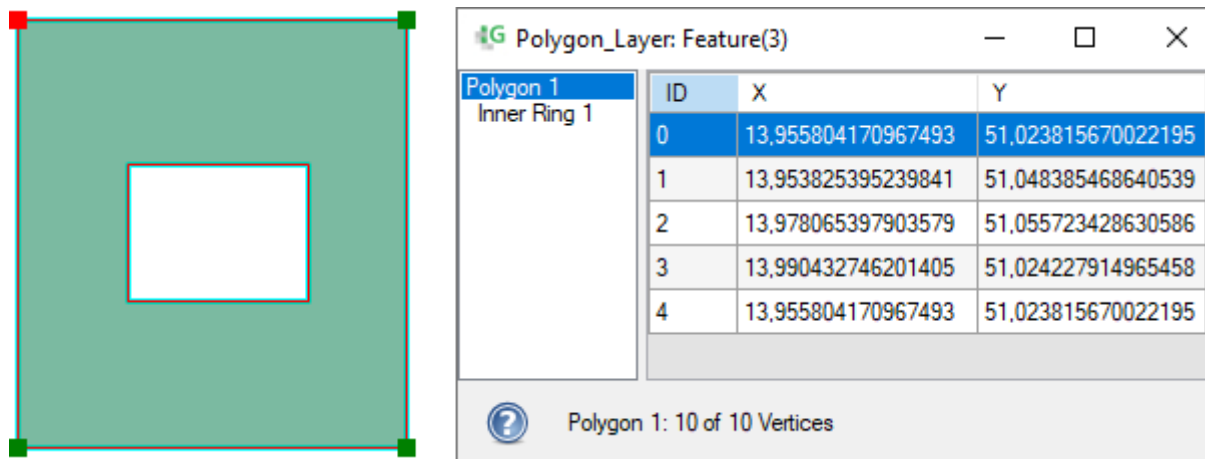 Polygon_Layer: Feature(3)
Polygon 1
Inner Ring 1
ID X Y
0 13,955804170967493 51,023815670022195
1 13,953825395239841 51,048385468640539
2 13,978065397903579 51,055723428630586
3 13,990432746201405 51,024227914965458
4 13,955804170967493 51,023815670022195
Polygon 1: 10 of 10 Vertices